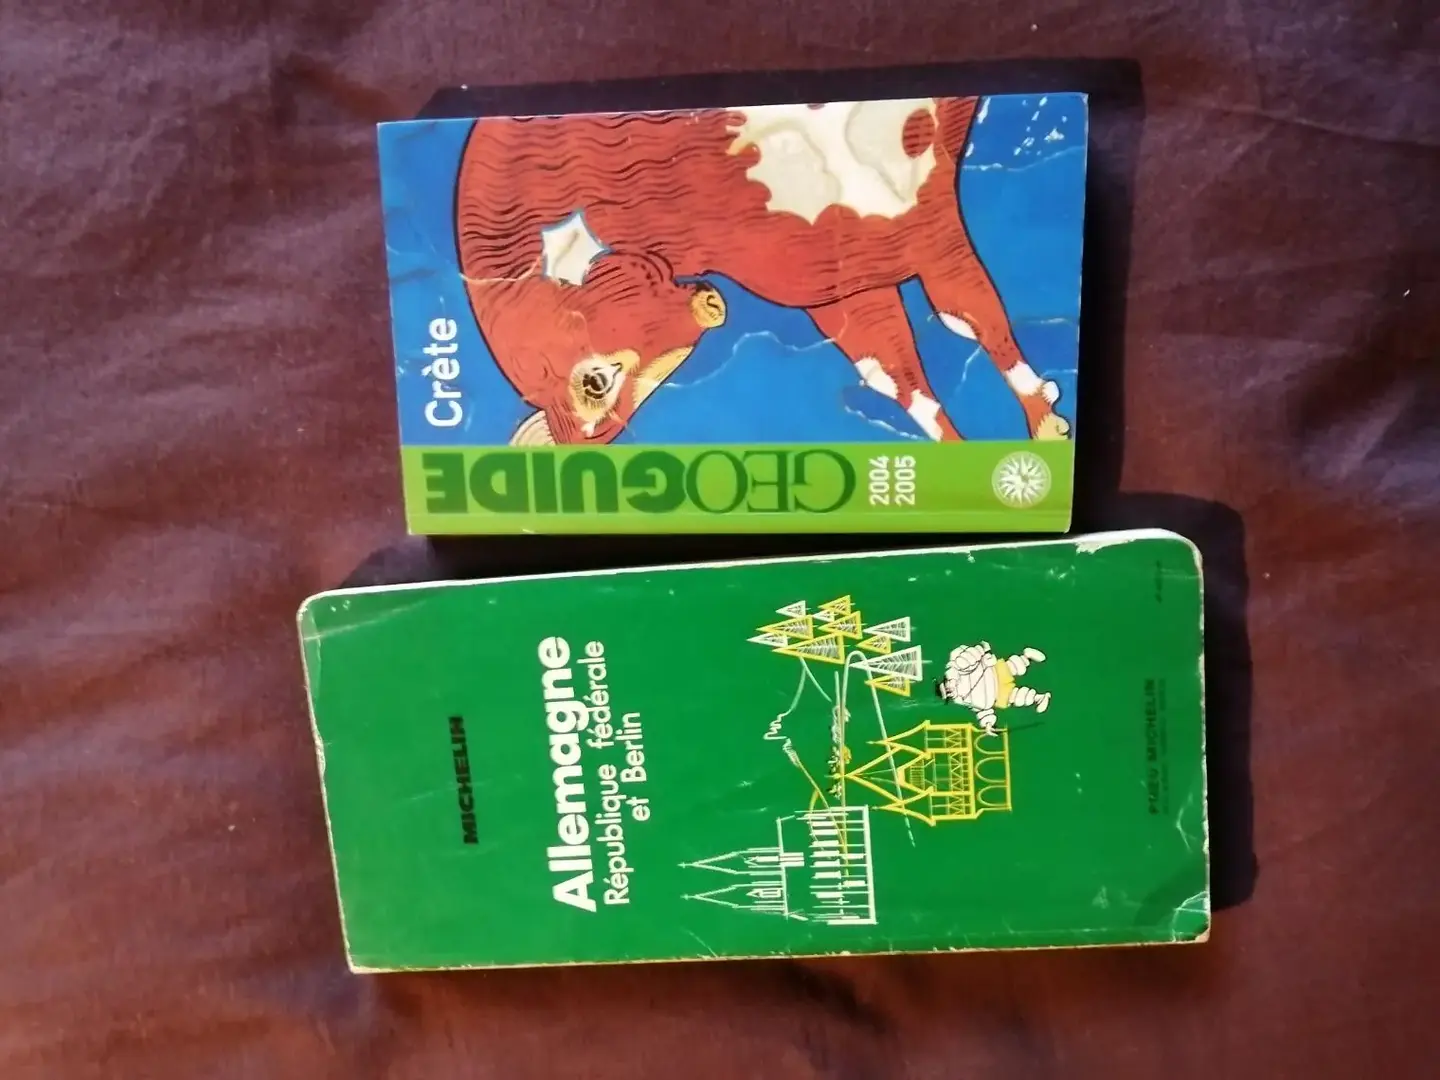 Crète
GEOGUIDE
2004
2005
MICHELIN
Allemagne
République fédérale
et Berlin
PNEU MICHELIN